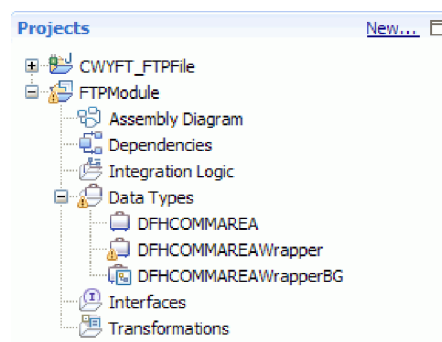 Projects New...
CWYFT_FTPFile
FTPModule
Assembly Diagram
Dependencies
Integration Logic
Data Types
DFHCOMMAREA
DFHCOMMAREAWrapper
DFHCOMMAREAWrapperBG
Interfaces
Transformations